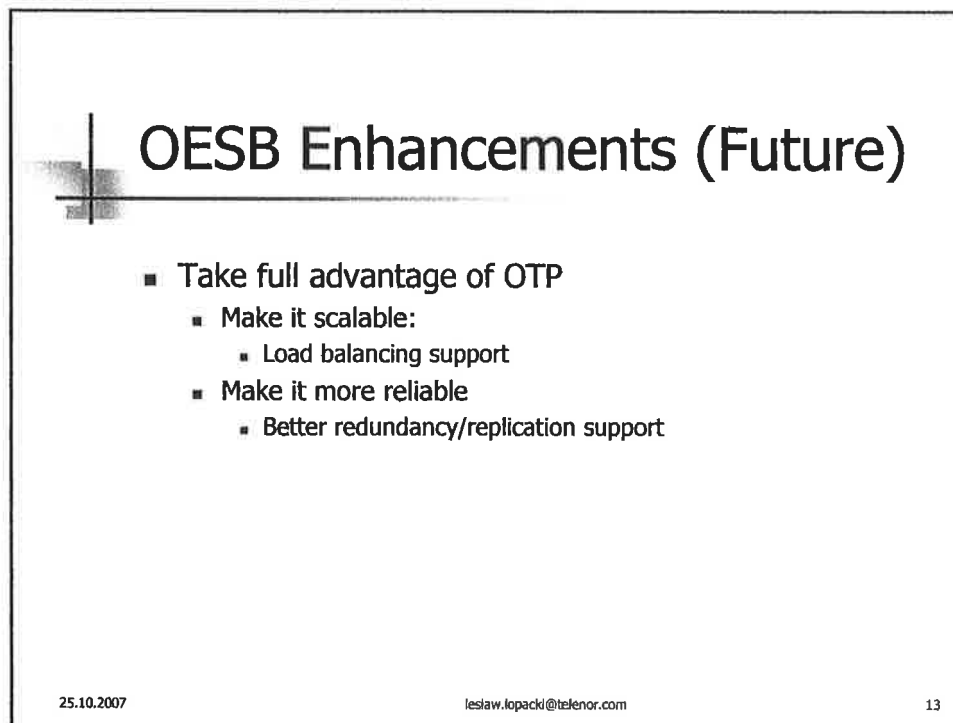 OESB Enhancements (Future)
Take full advantage of OTP
Make it scalable:
Load balancing support
Make it more reliable
Better redundancy/replication support
25.10.2007
leslaw.lopacki@telenor.com
13